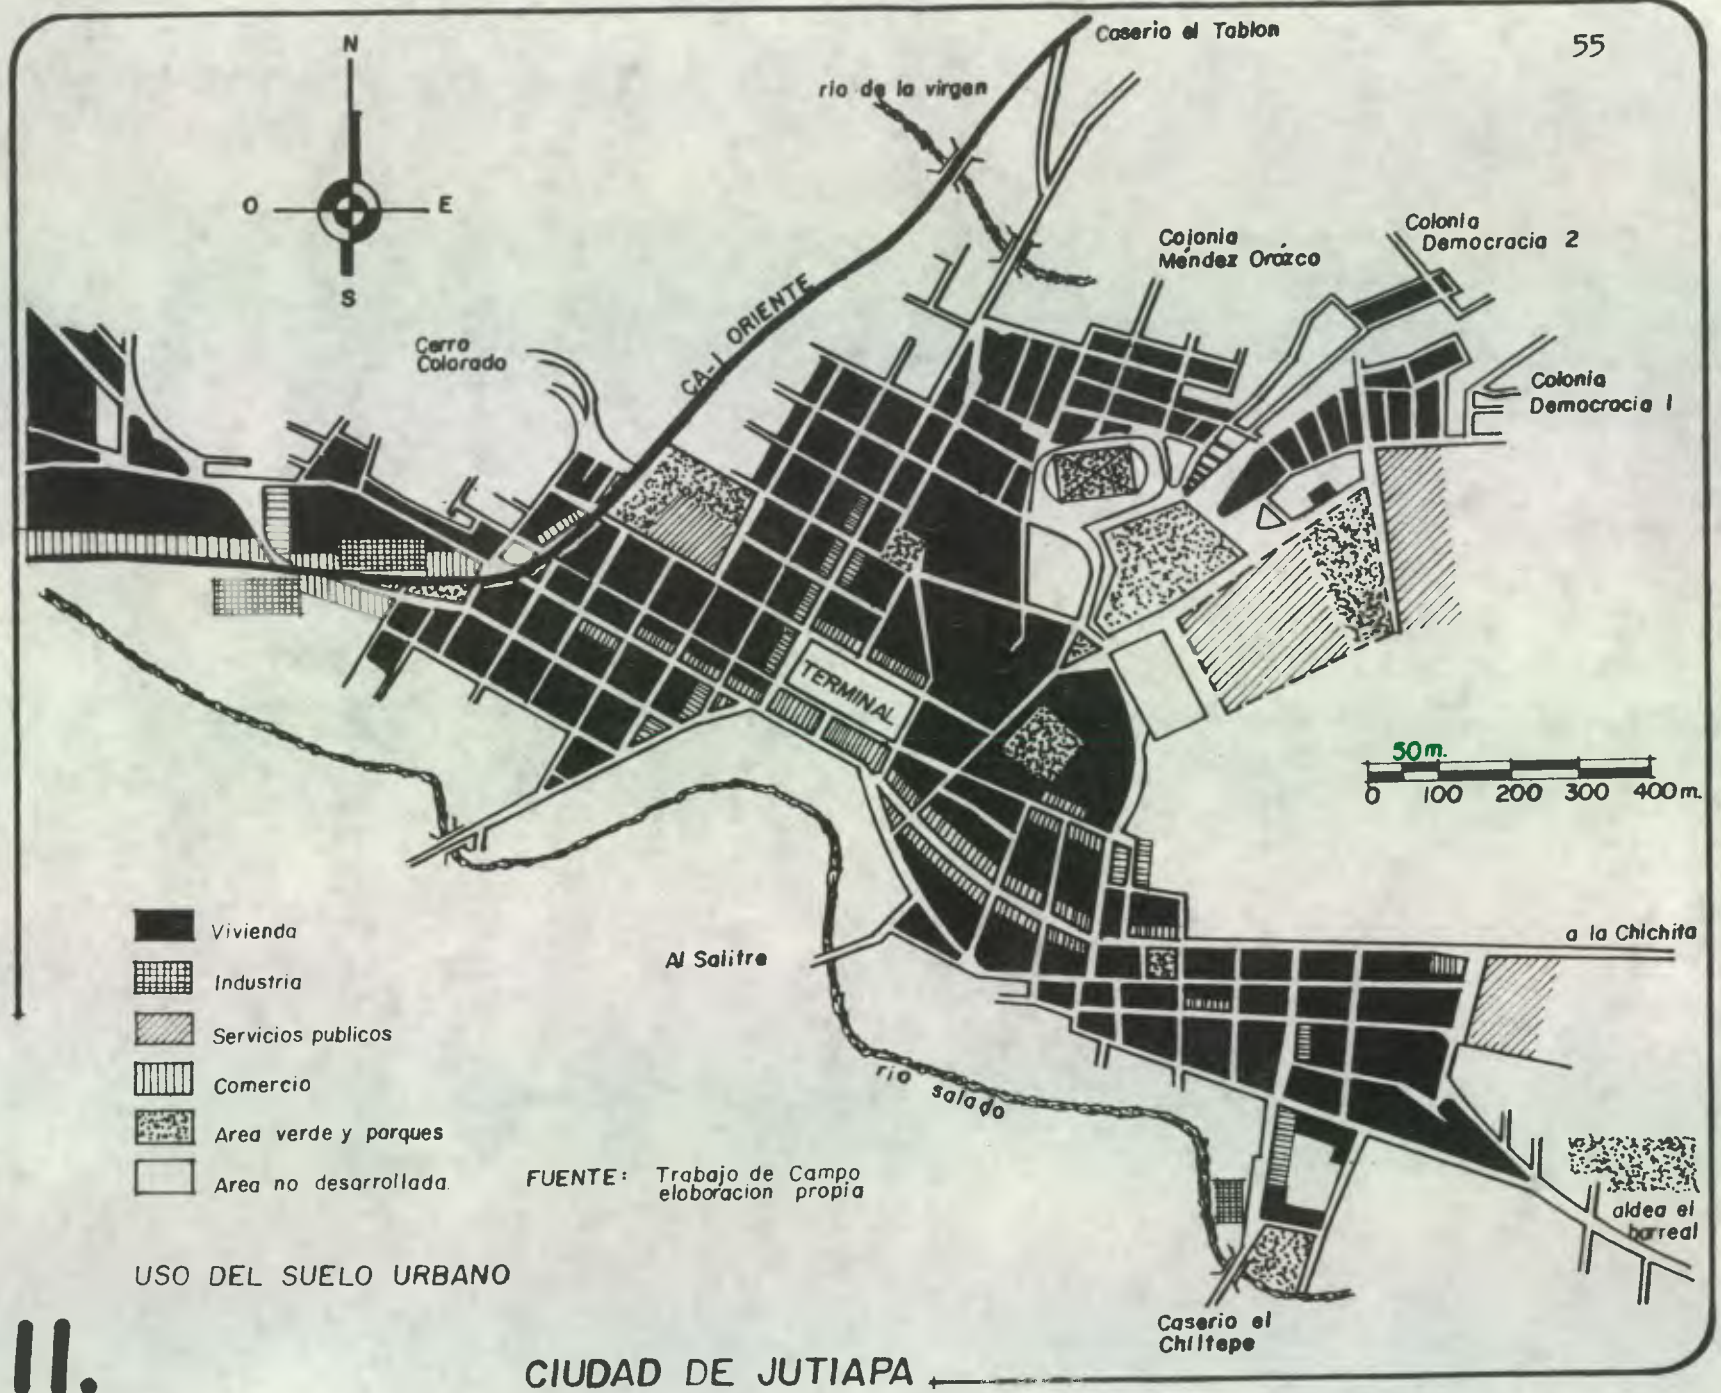 55
Caserio el Tablon
rio de la virgen
N
O
E
S
Colonia
Democracia 2
Colonia
Méndez Orózco
CA-1 ORIENTE
Cerro
Colorado
Colonia
Democracia 1
TERMINAL
50m.
0 100 200 300 400m.
Vivienda
Industria
Servicios publicos
Comercio
Area verde y parques
Area no desarrollada.
Al Salitre
a la Chichita
rio salado
FUENTE: Trabajo de Campo
eloboracion propia
aldea el
barreal
USO DEL SUELO URBANO
Caserio el
Chiltepe
II.
CIUDAD DE JUTIAPA